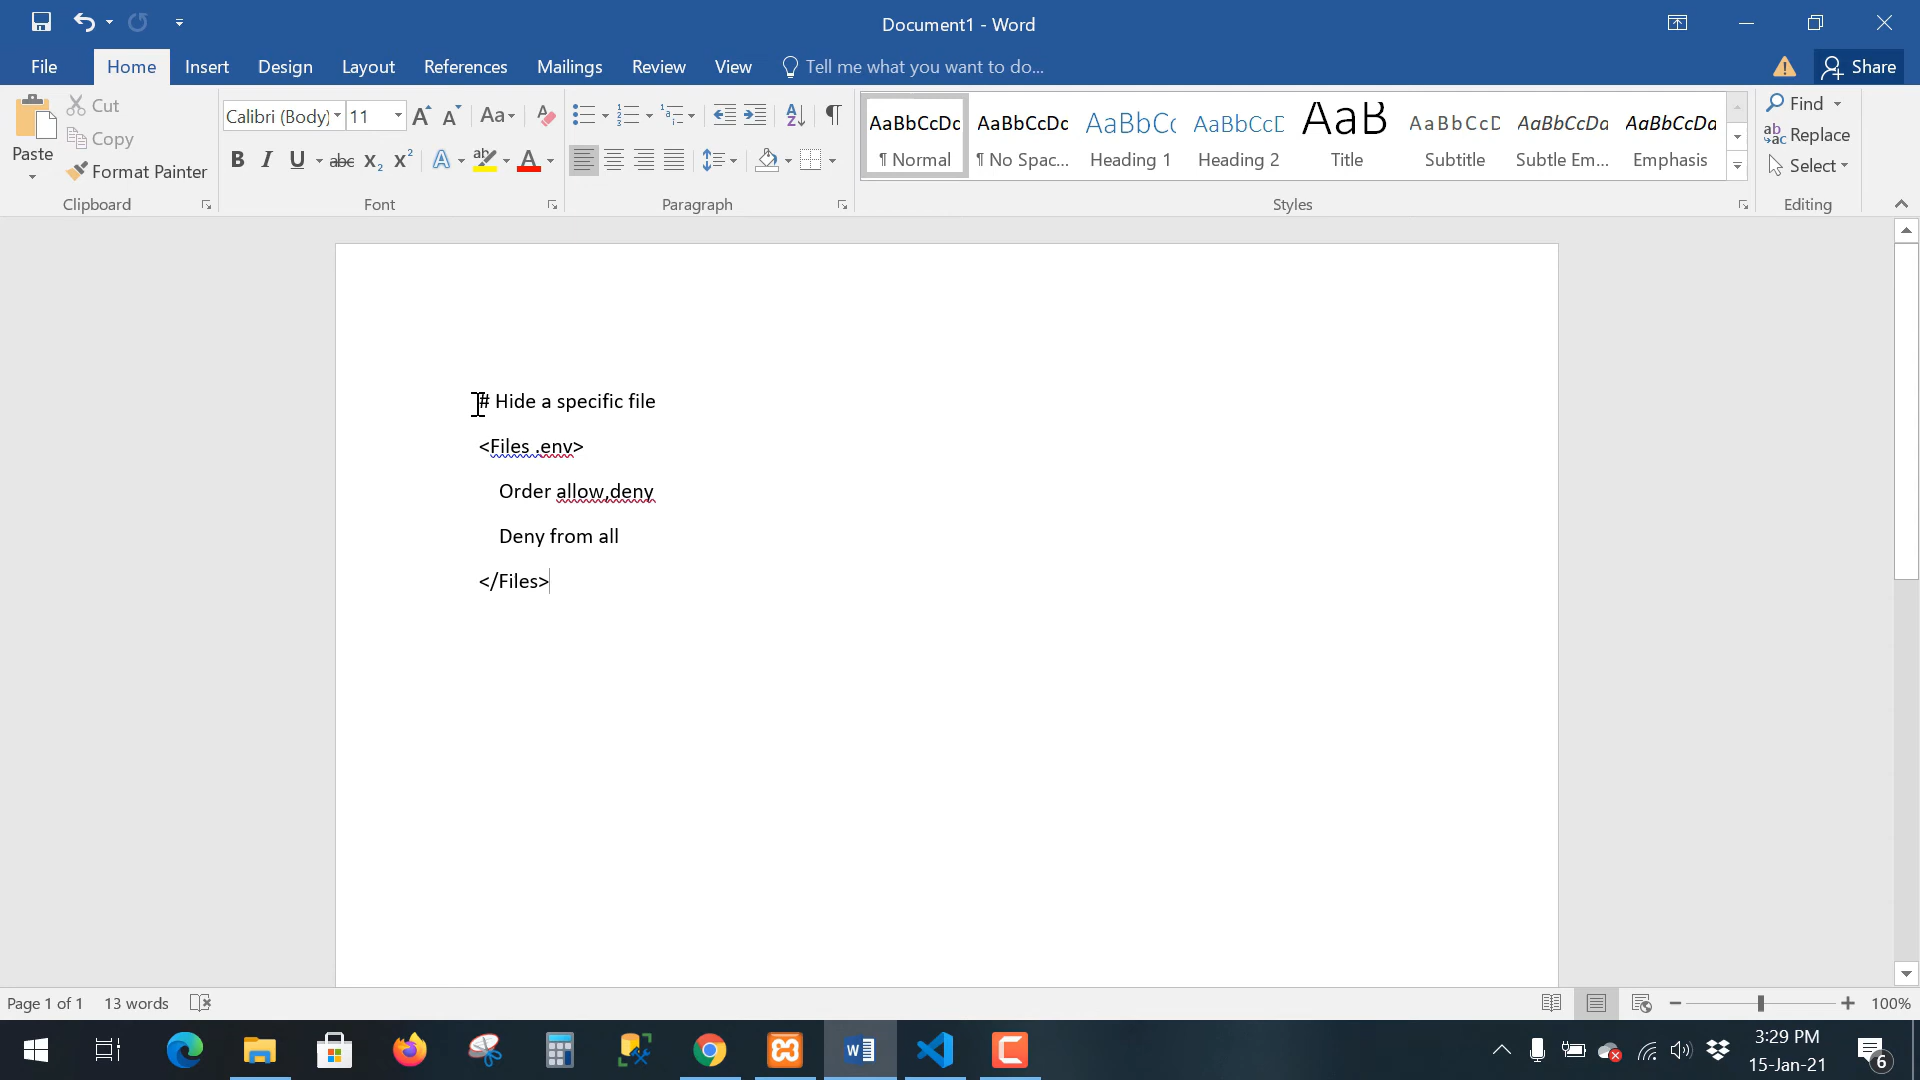 Document1 - Word
File Home Insert Design Layout References Mailings Review View Tell me what you want to do... Share
Paste
Cut
Copy
Format Painter
Clipboard
Calibri (Body) 11
Font
Paragraph
AaBbCcDc AaBbCcDc AaBbCc AaBbCcD AaB AaBbCcD AaBbCcDa AaBbCcDa
¶ Normal ¶ No Spac... Heading 1 Heading 2 Title Subtitle Subtle Em... Emphasis
Styles
Find
Replace
Select
Editing
# Hide a specific file
<Files .env>
Order allow,deny
Deny from all
</Files>
Page 1 of 1 13 words 100%
3:29 PM
15-Jan-21
6